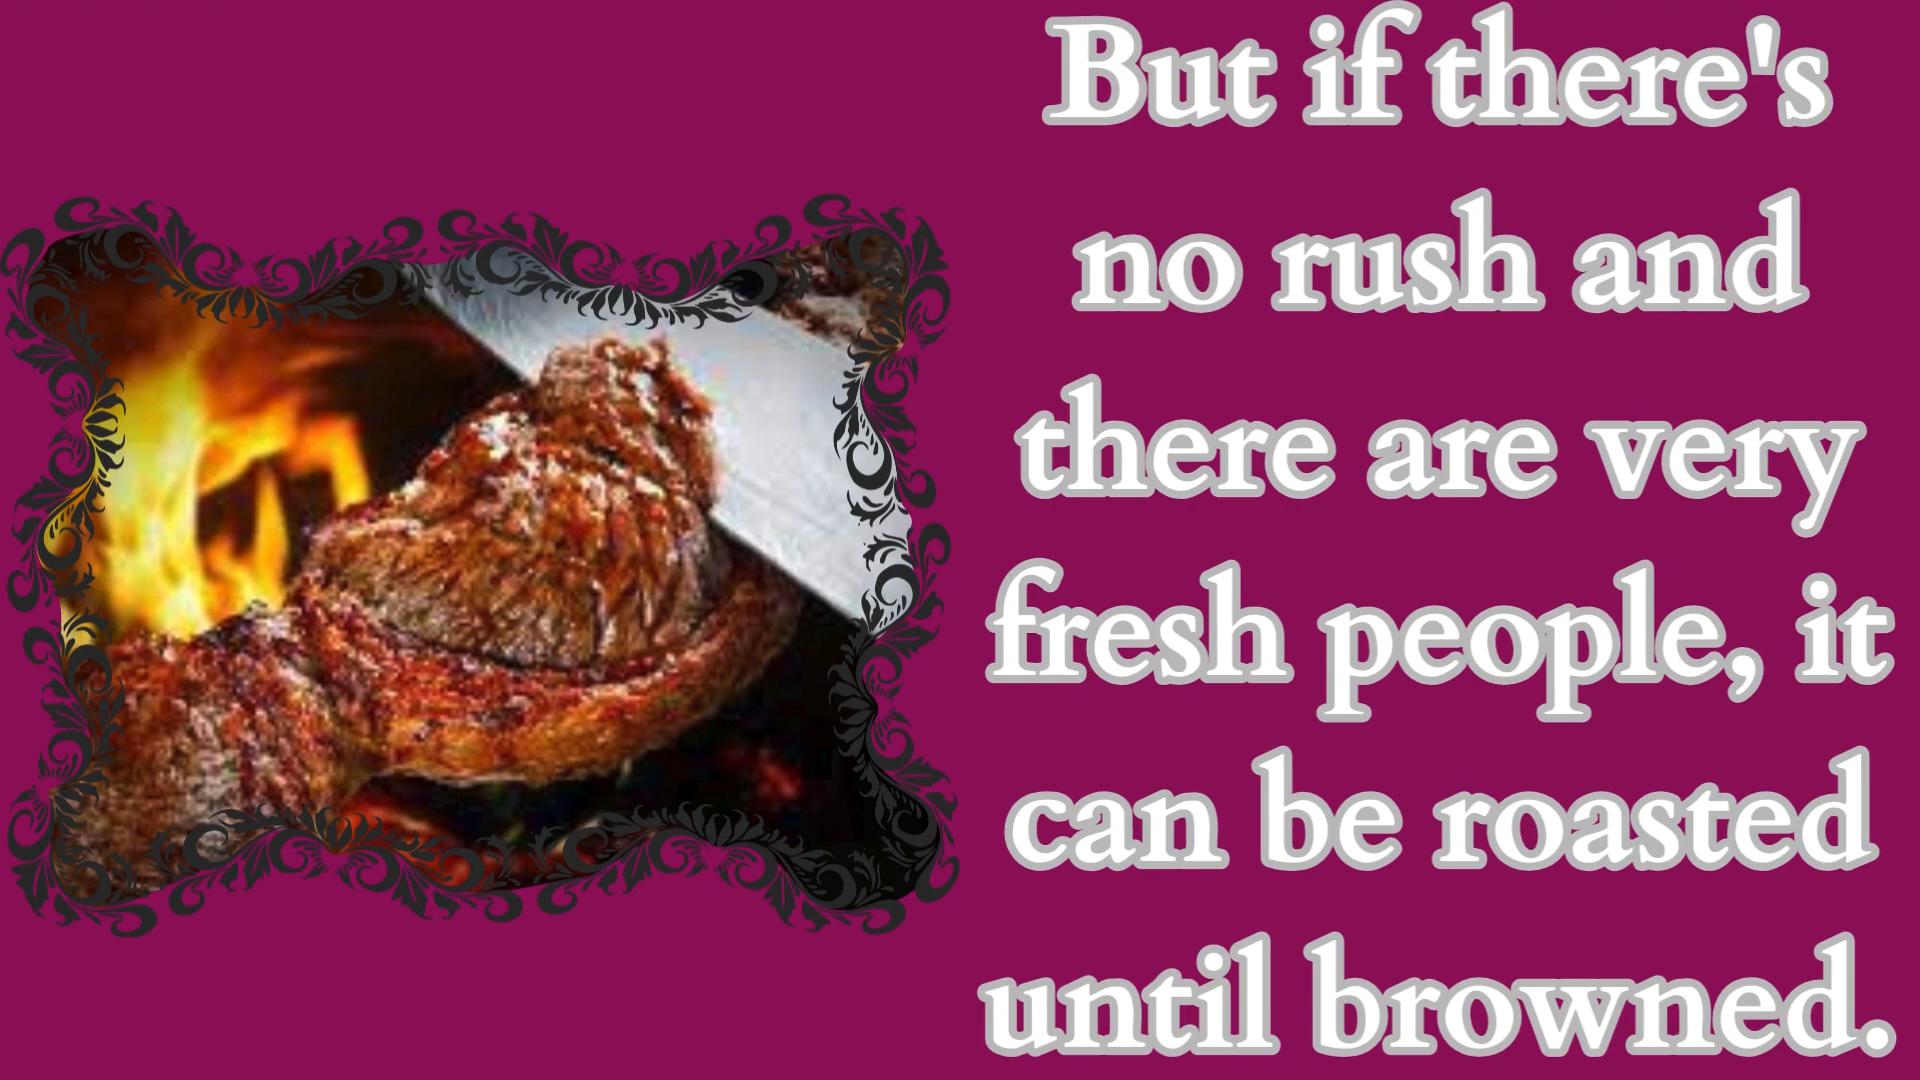 But if there's
no rush and
there are very
fresh people, it
can be roasted
until browned.